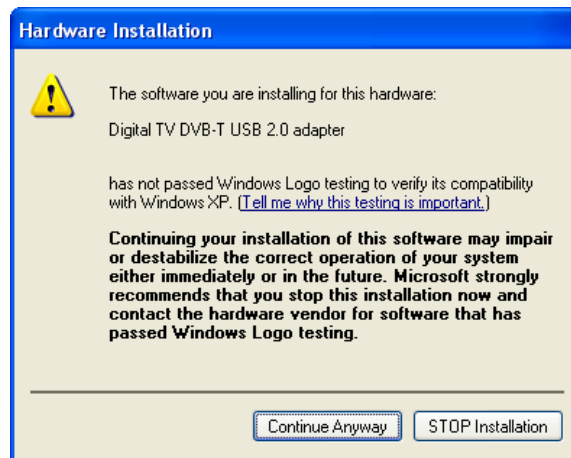 Hardware Installation
The software you are installing for this hardware:
Digital TV DVB-T USB 2.0 adapter
has not passed Windows Logo testing to verify its compatibility
with Windows XP. (Tell me why this testing is important.)
Continuing your installation of this software may impair
or destabilize the correct operation of your system
either immediately or in the future. Microsoft strongly
recommends that you stop this installation now and
contact the hardware vendor for software that has
passed Windows Logo testing.
Continue Anyway
STOP Installation